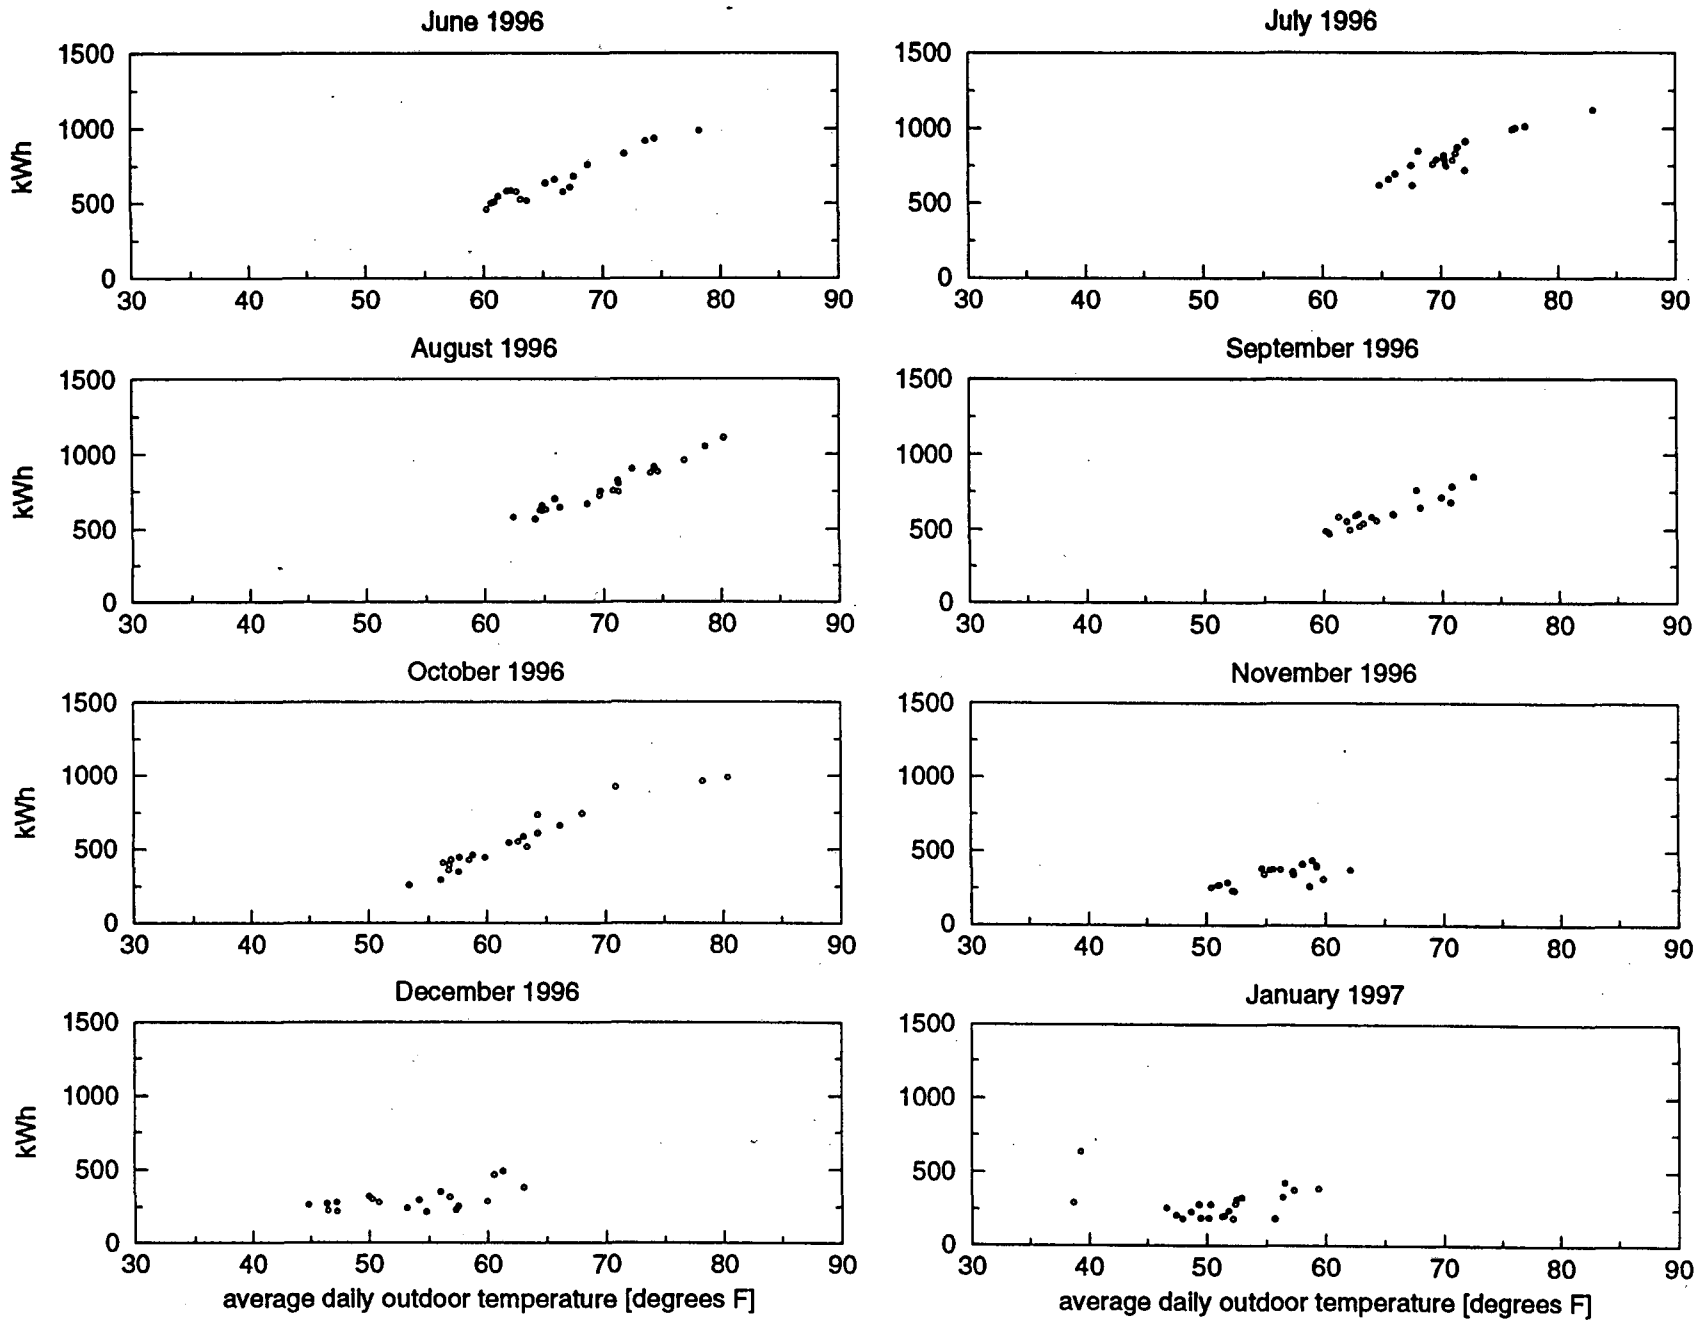 June 1996
July 1996
1500
1000
500
0
kWh
30 40 50 60 70 80 90
1500
1000
500
0
30 40 50 60 70 80 90
August 1996
September 1996
1500
1000
500
0
kWh
30 40 50 60 70 80 90
1500
1000
500
0
30 40 50 60 70 80 90
October 1996
November 1996
1500
1000
500
0
kWh
30 40 50 60 70 80 90
1500
1000
500
0
30 40 50 60 70 80 90
December 1996
January 1997
1500
1000
500
0
kWh
30 40 50 60 70 80 90
average daily outdoor temperature [degrees F]
1500
1000
500
0
30 40 50 60 70 80 90
average daily outdoor temperature [degrees F]